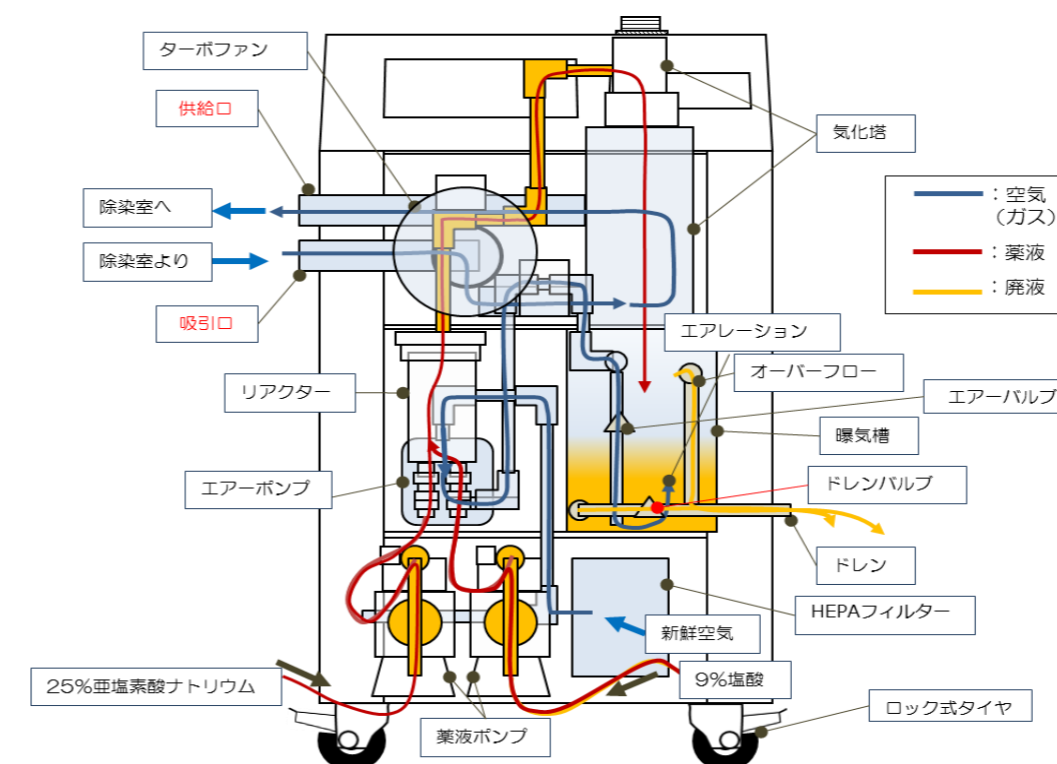 ターボファン
供給口
気化塔
除染室へ
:空気
(ガス)
除染室より
:薬液
:廃液
吸引口
エアレーション
オーバーフロー
リアクター
エアーバルブ
曝気槽
エアーポンプ
ドレンバルブ
ドレン
HEPAフィルター
新鮮空気
25%亜塩素酸ナトリウム
9%塩酸
ロック式タイヤ
薬液ポンプ